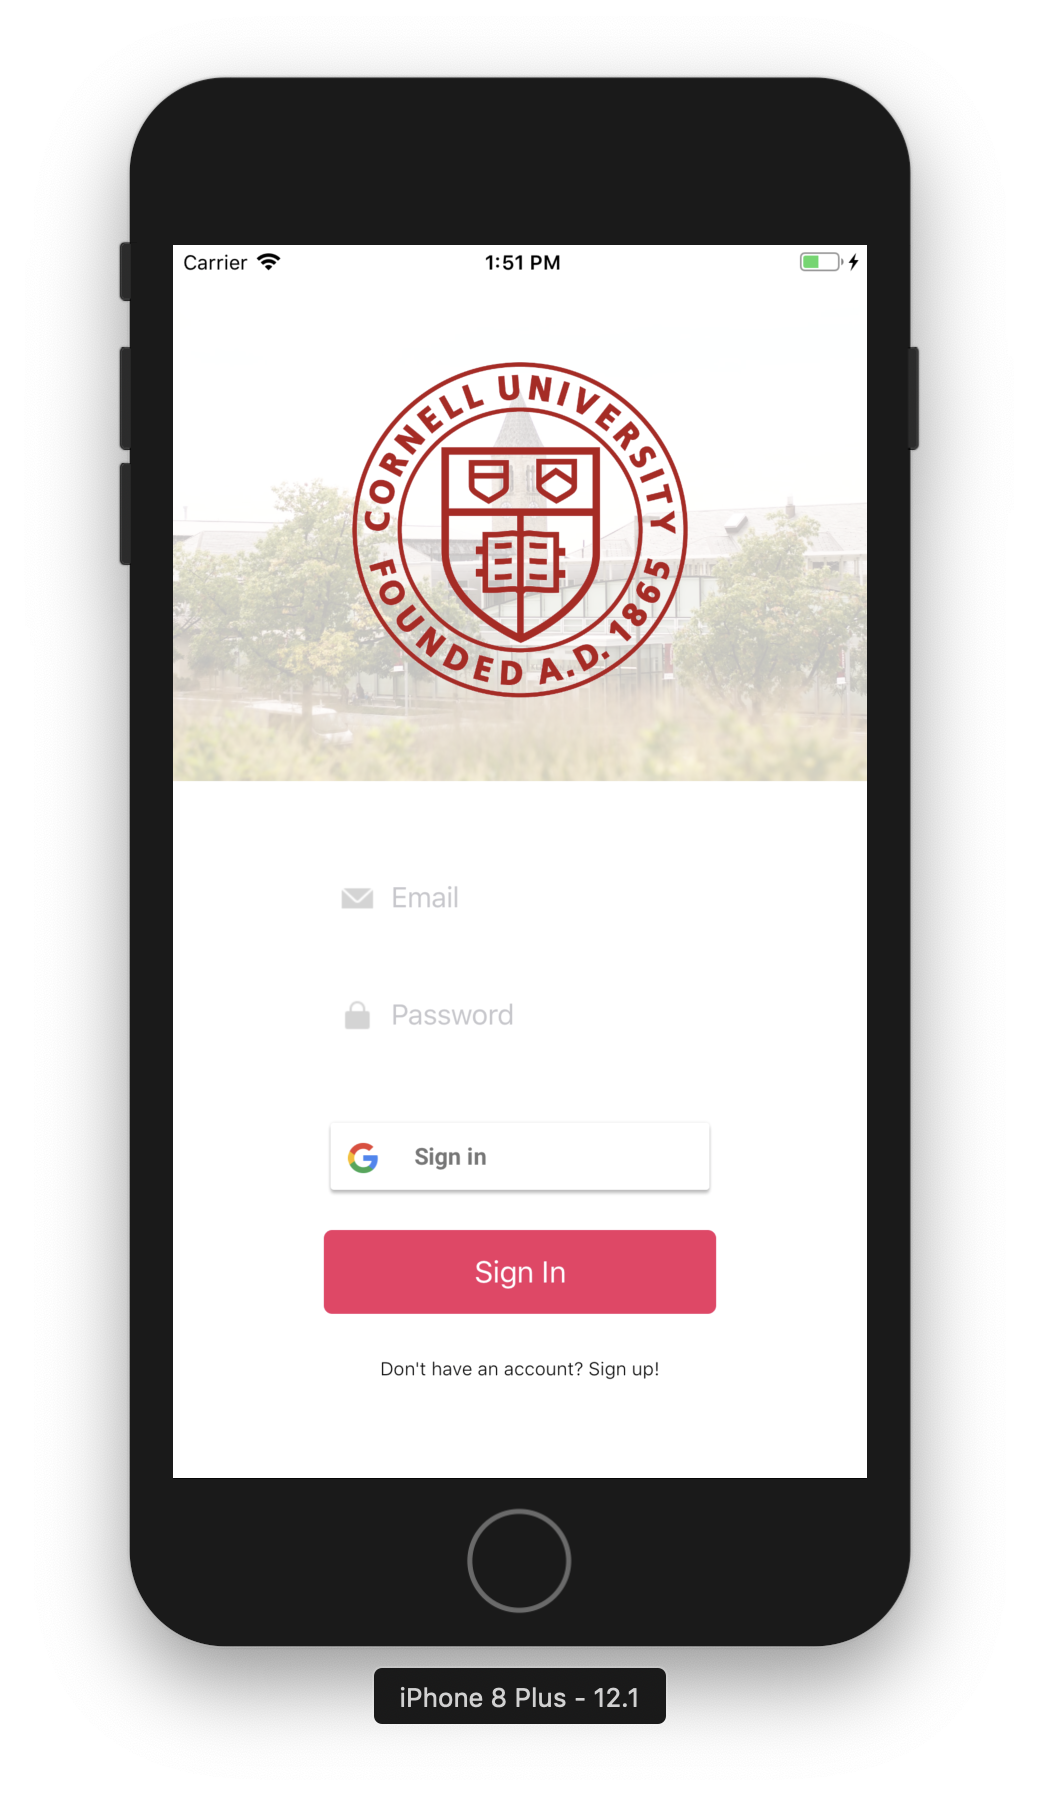 Carrier 1:51 PM
CORNELL UNIVERSITY
FOUNDED A.D. 1865
Email
Password
Sign in
Sign In
Don't have an account? Sign up!
iPhone 8 Plus - 12.1